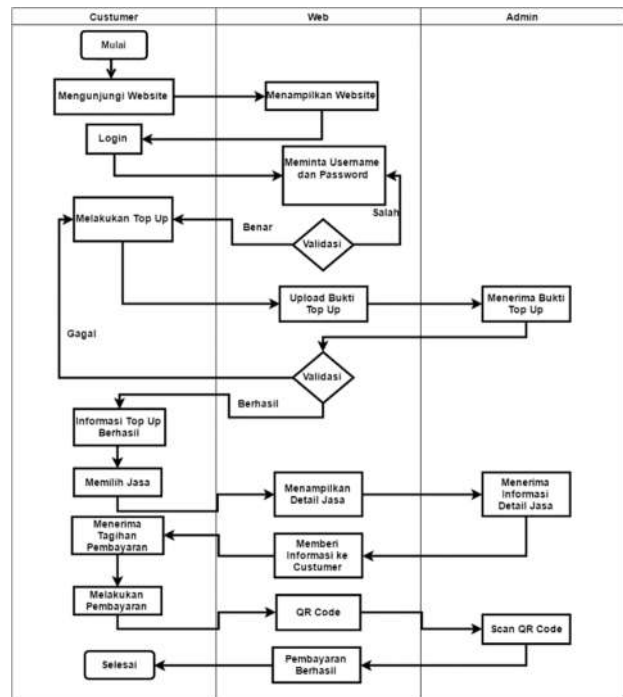 Custumer
Web
Admin
Mulai
Mengunjungi Website
Menampilkan Website
Login
Meminta Username
dan Password
Salah
Melakukan Top Up
Benar
Validasi
Upload Bukti
Top Up
Menerima Bukti
Top Up
Gagal
Validasi
Berhasil
Informasi Top Up
Berhasil
Memilih Jasa
Menampilkan
Detail Jasa
Menerima
Informasi
Detail Jasa
Menerima
Tagihan
Pembayaran
Memberi
Informasi ke
Custumer
Melakukan
Pembayaran
QR Code
Scan QR Code
Selesai
Pembayaran
Berhasil